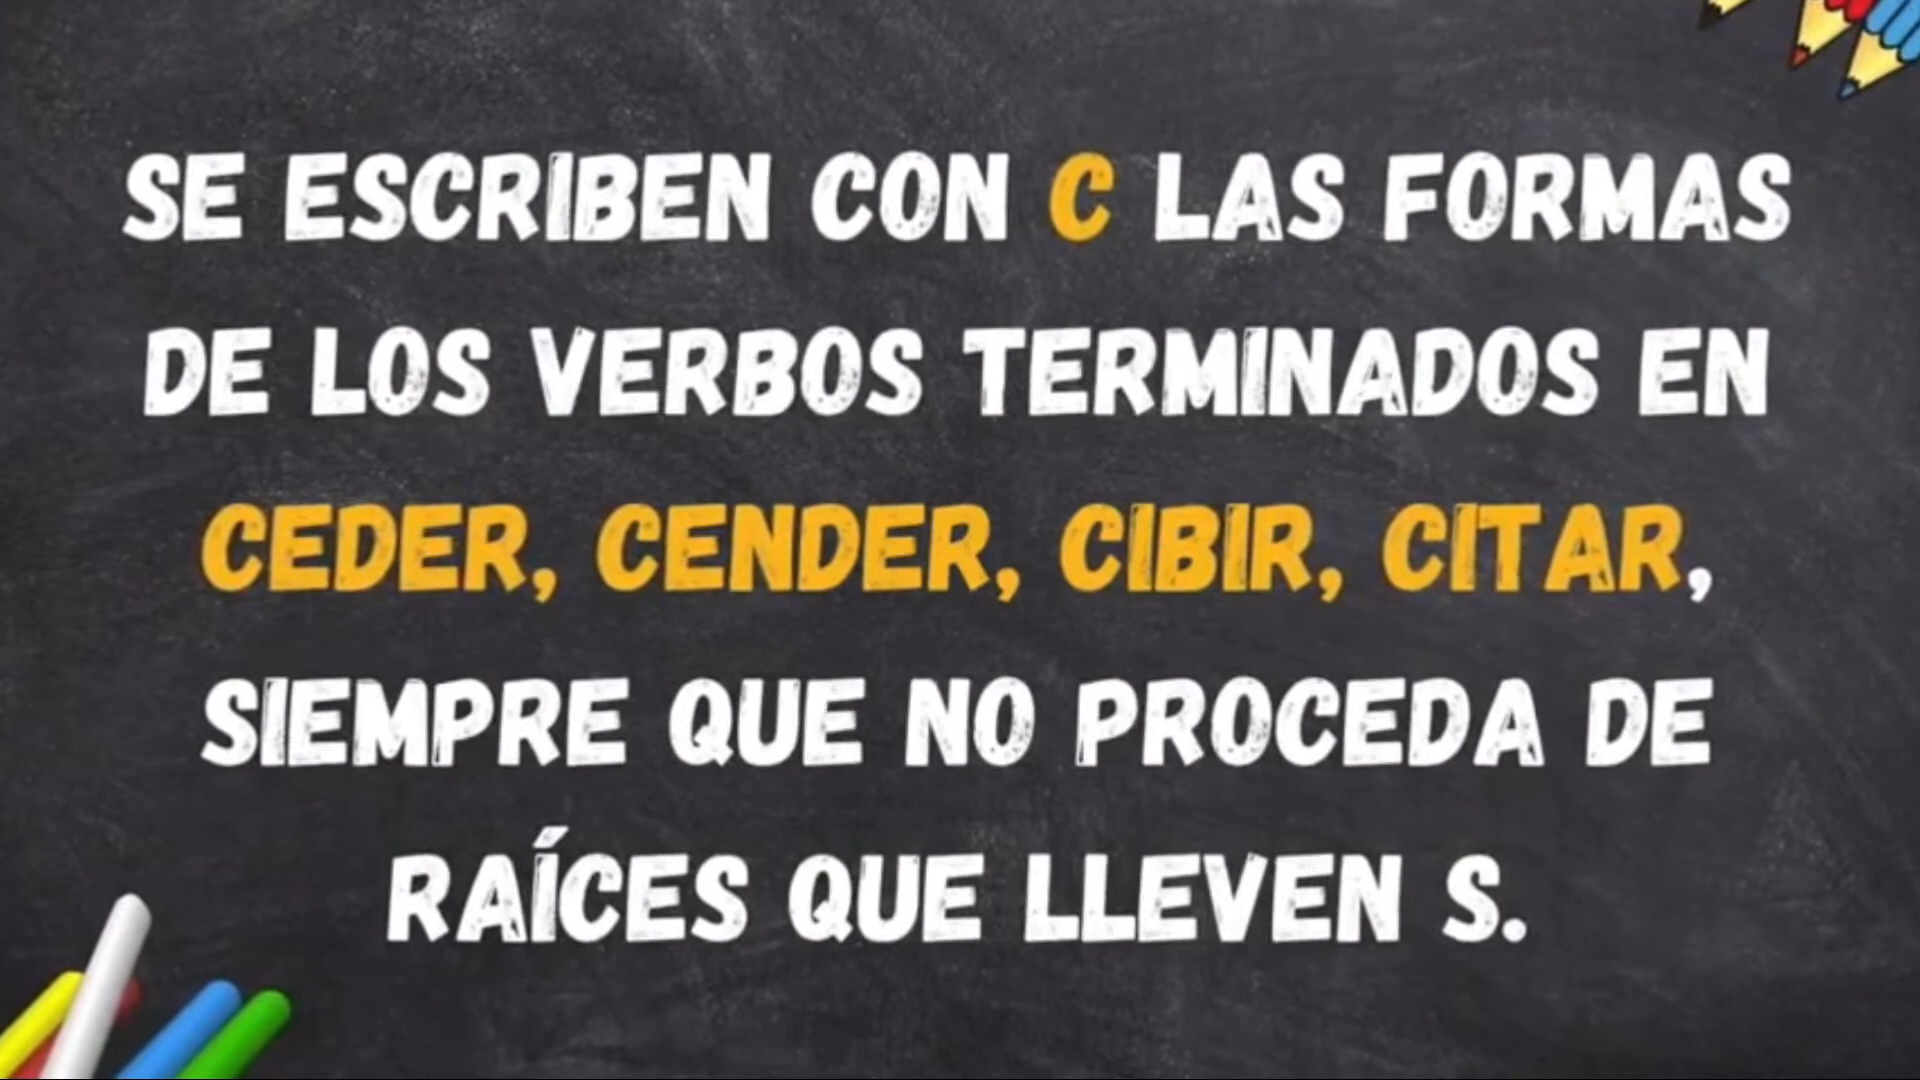 SE ESCRIBEN CON C LAS FORMAS
DE LOS VERBOS TERMINADOS EN
CEDER, CENDER, CIBIR, CITAR,
SIEMPRE QUE NO PROCEDA DE
RAÍCES QUE LLEVEN S.